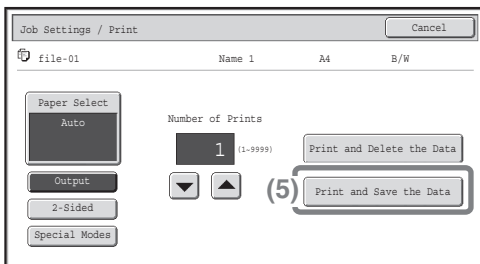 Job Settings / Print
Cancel
file-01 Name 1 A4 B/W
Paper Select
Auto
Number of Prints
1 (1~9999)
Print and Delete the Data
Output
(5) Print and Save the Data
2-Sided
Special Modes